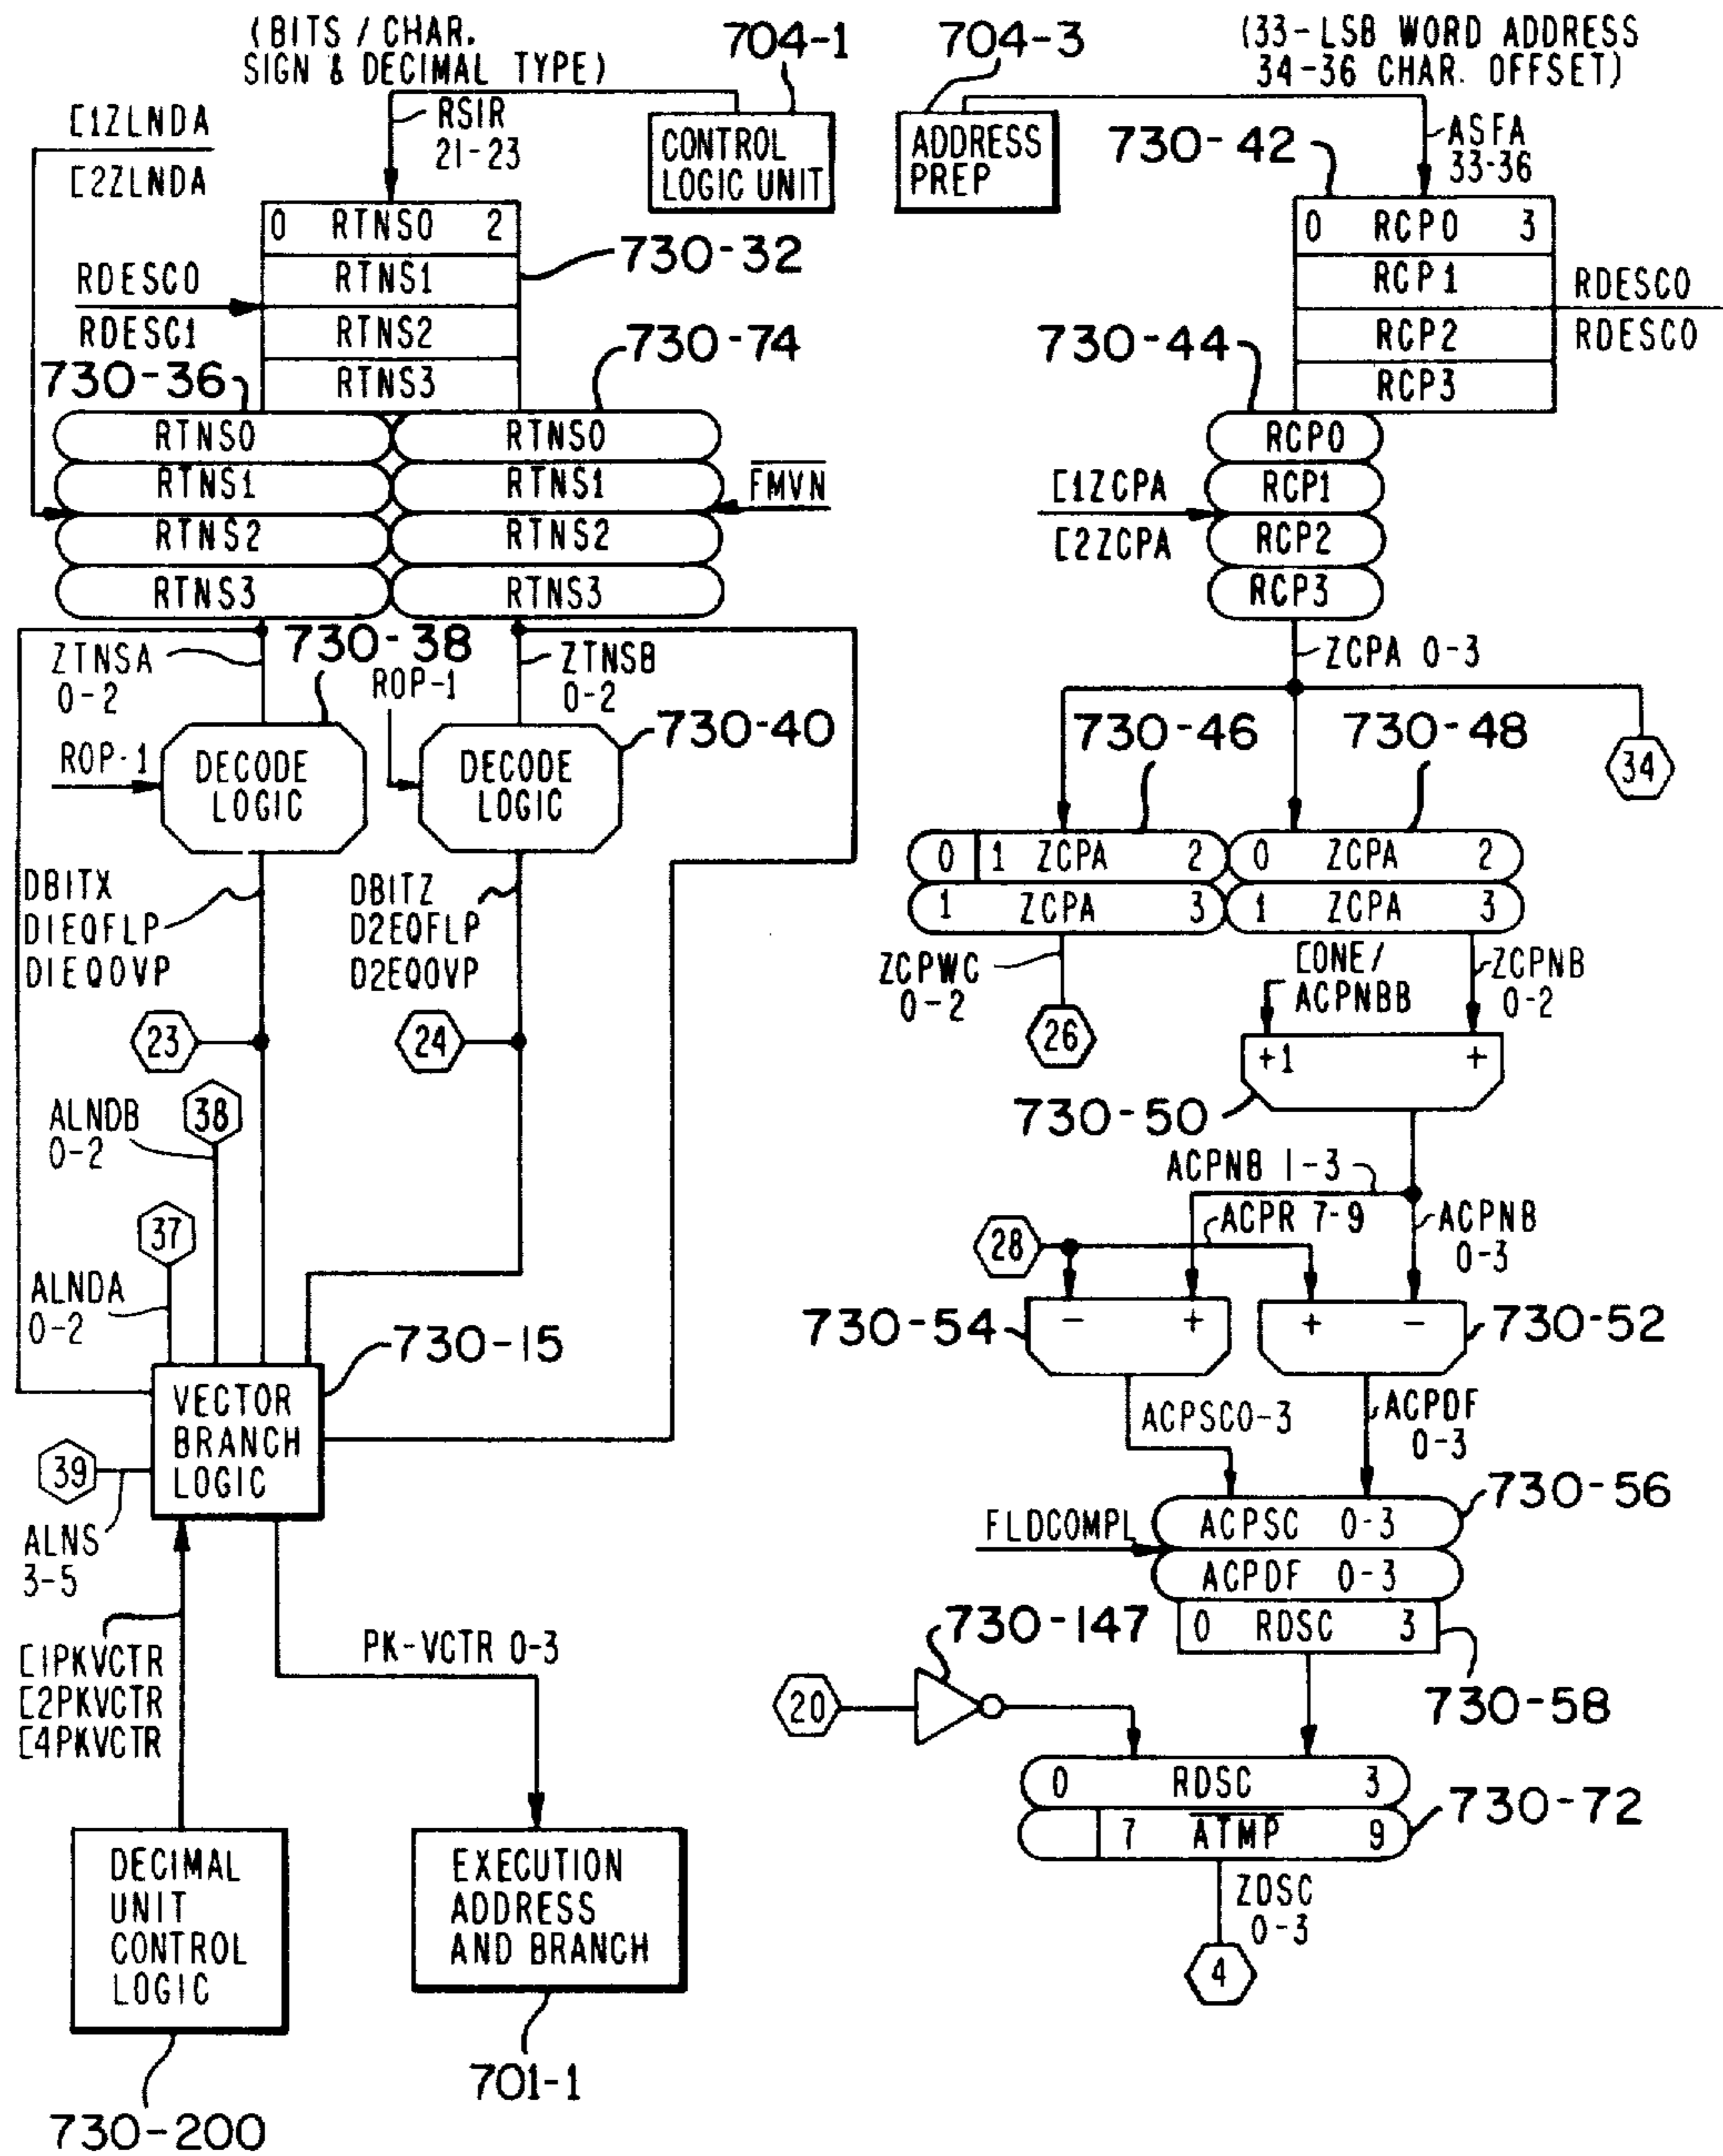 (BITS / CHAR.
SIGN & DECIMAL TYPE)
704-1
704-3
(33-LSB WORD ADDRESS
34-36 CHAR. OFFSET)
[1ZLNDA
[2ZLNDA
RSIR
21-23
CONTROL
LOGIC UNIT
ADDRESS
PREP
730-42
ASFA
33-36
0 RTNS0 2
RTNS1
RTNS2
RTNS3
730-32
RDESC0
RDESC1
0 RCP0 3
RCP1
RCP2
RCP3
RDESC0
RDESC0
730-36
730-74
730-44
RTNS0
RTNS1
RTNS2
RTNS3
RTNS0
RTNS1
RTNS2
RTNS3
FMVN
RCP0
RCP1
RCP2
RCP3
[1ZCPA
[2ZCPA
ZTNSA
0-2
730-38
ROP-1
ZTNSB
0-2
ZCPA 0-3
730-40
730-46
730-48
34
ROP-1
DECODE
LOGIC
DECODE
LOGIC
0 1 ZCPA 2
1 ZCPA 3
0 ZCPA 2
1 ZCPA 3
DBITX
D1EQFLP
D1EQOVP
DBITZ
D2EQFLP
D2EQOVP
ZCPWC
0-2
26
[ONE/
ACPNBB
ZCPNB
0-2
23
24
+1 +
730-50
ALNDB
0-2
38
37
ALNDA
0-2
ACPNB 1-3
ACPR 7-9
ACPNB
0-3
28
730-54
- +
+ -
730-52
730-15
VECTOR
BRANCH
LOGIC
39
ALNS
3-5
ACPSC0-3
ACPDF
0-3
730-56
FLDCOMPL
ACPSC 0-3
ACPDF 0-3
0 RDSC 3
730-58
[1PKVCTR
[2PKVCTR
[4PKVCTR
PK-VCTR 0-3
730-147
20
0 RDSC 3
7 ATMP 9
730-72
ZDSC
0-3
4
DECIMAL
UNIT
CONTROL
LOGIC
EXECUTION
ADDRESS
AND BRANCH
701-1
730-200